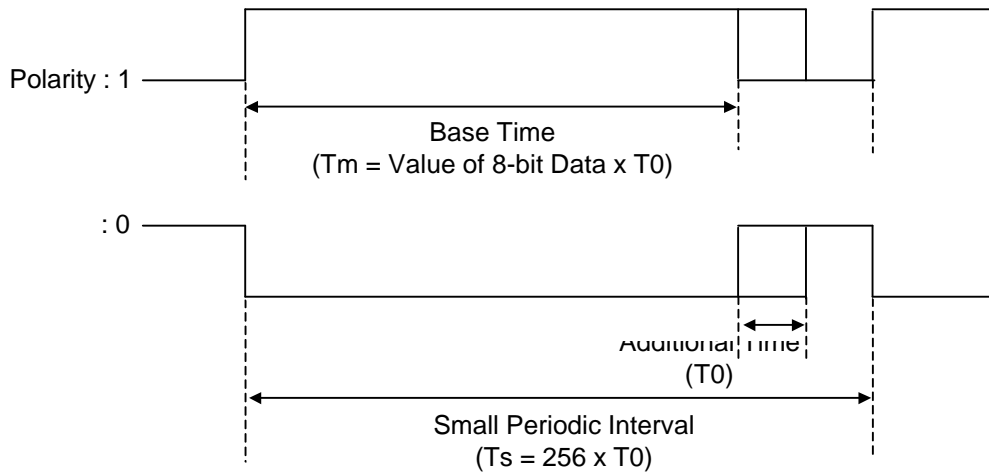 Polarity : 1
Base Time
(Tm = Value of 8-bit Data x T0)
: 0
Additional Time
(T0)
Small Periodic Interval
(Ts = 256 x T0)